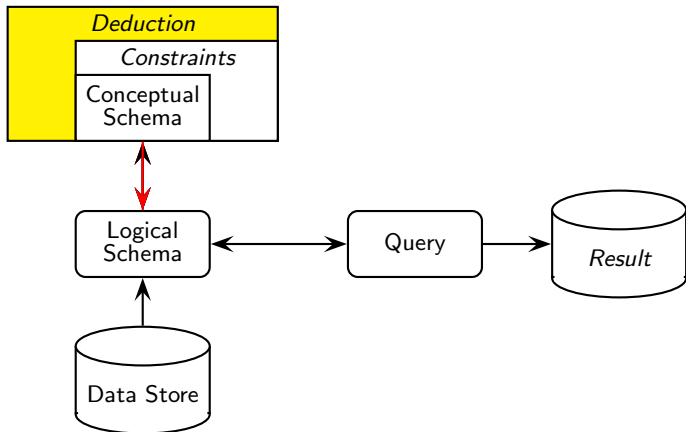 Deduction
Constraints
Conceptual
Schema
Logical
Schema
Query
Result
Data Store